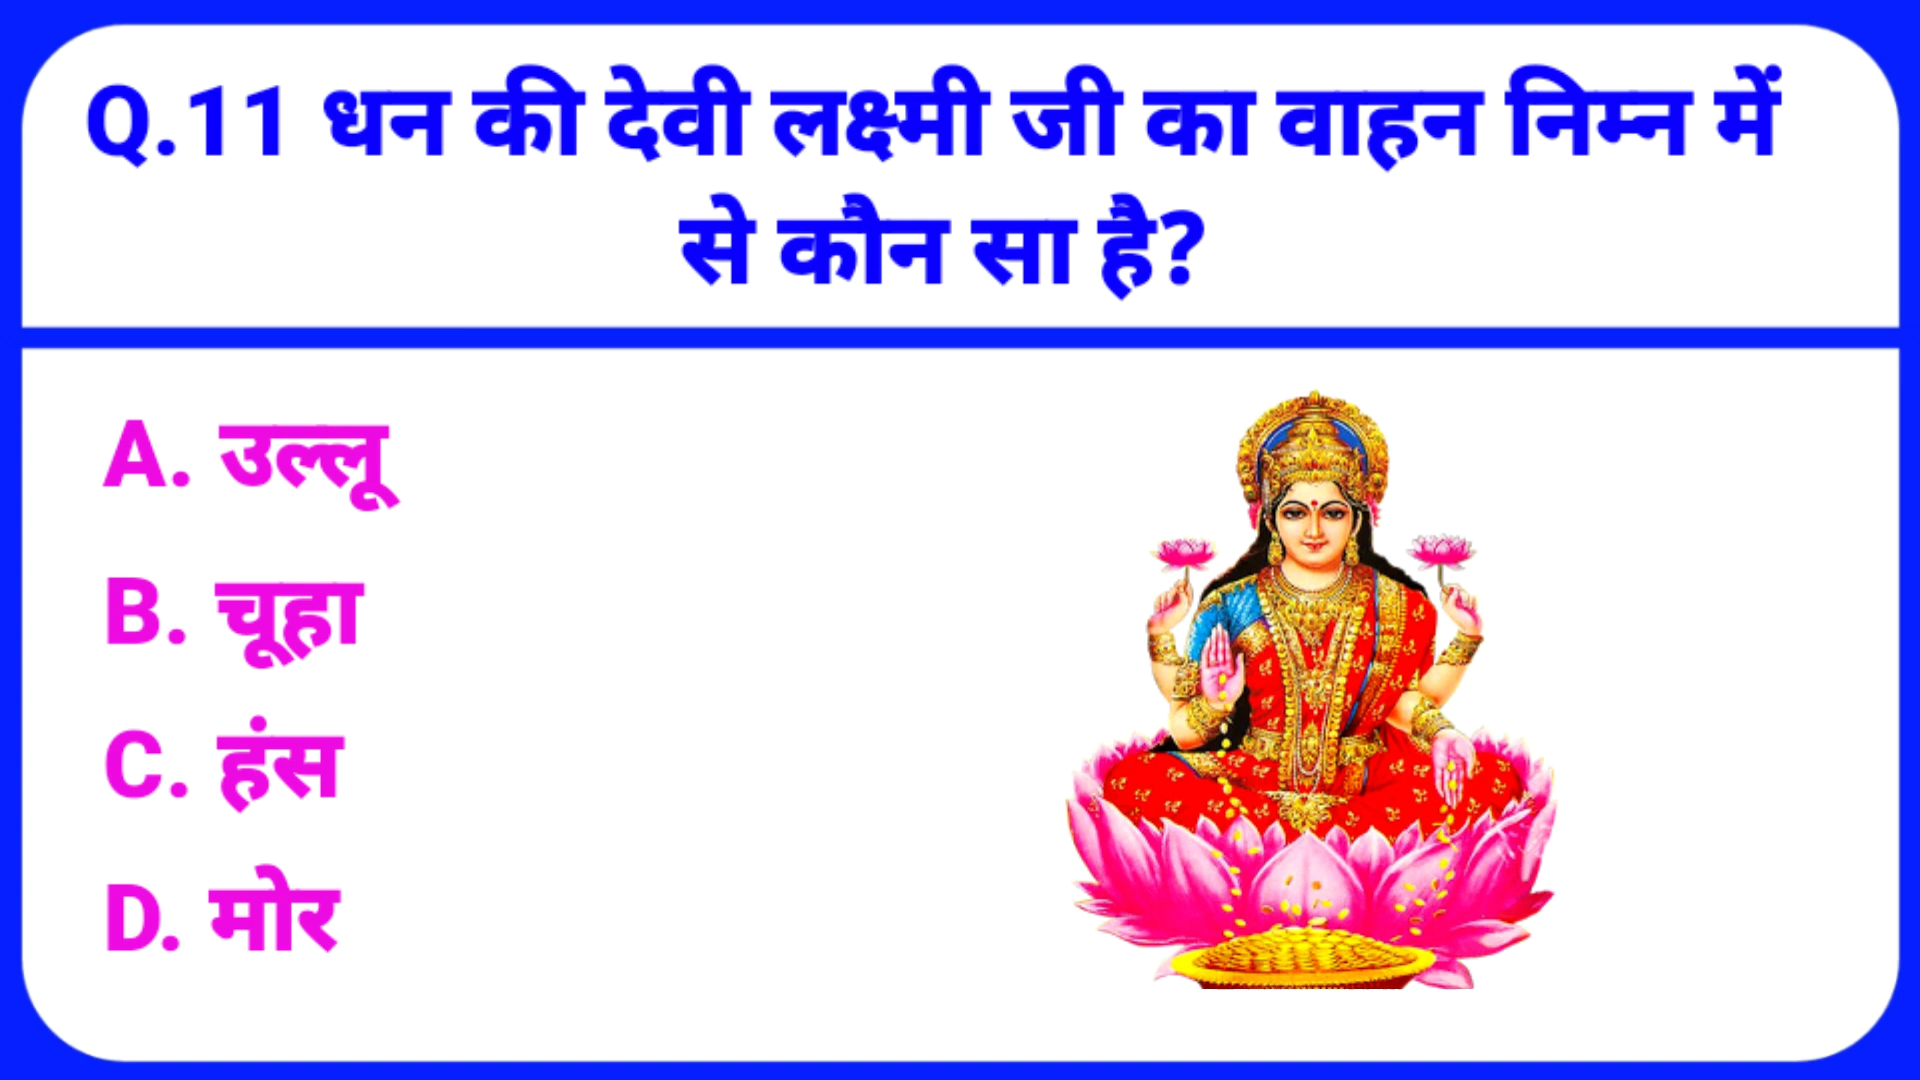 Q.11 धन की देवी लक्ष्मी जी का वाहन निम्न में
से कौन सा है?
A. उल्लू
B. चूहा
C. हंस
D. मोर